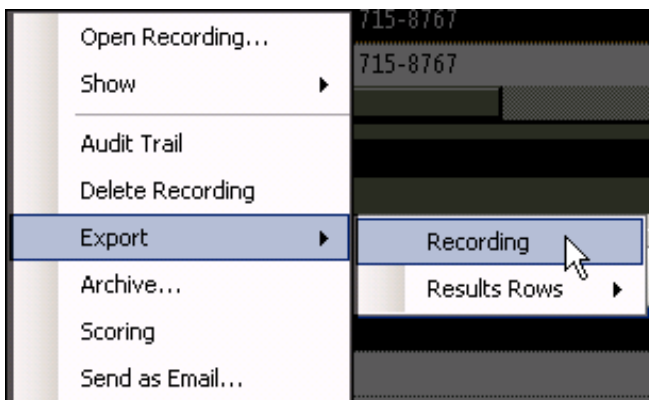 715-8767
Open Recording...
715-8767
Show
Audit Trail
Delete Recording
Export
Recording
Archive...
Results Rows
Scoring
Send as Email...